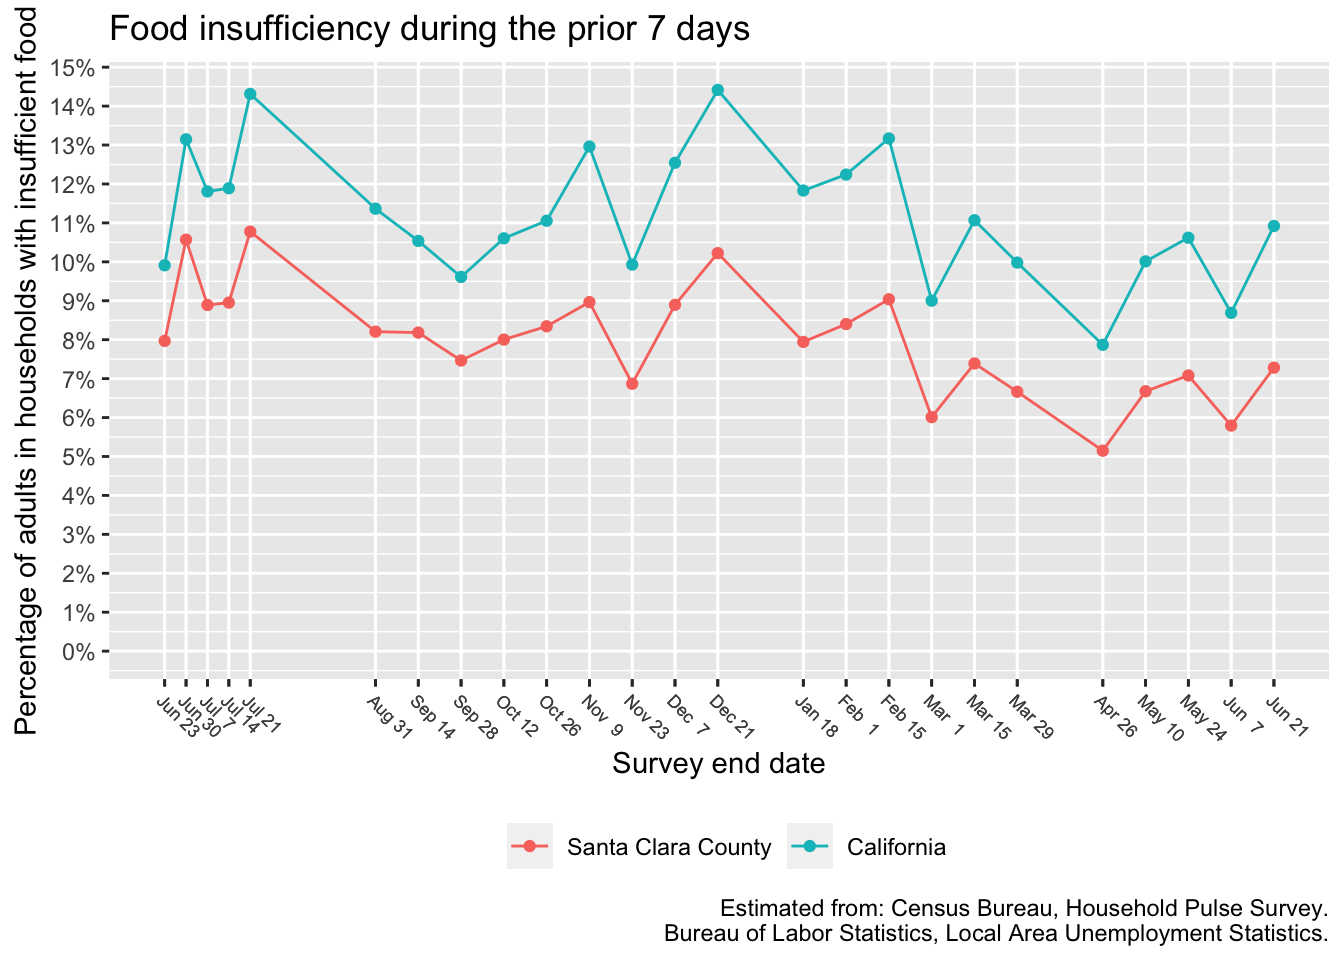 Food insufficiency during the prior 7 days
Percentage of adults in households with insufficient food
15%
14%
13%
12%
11%
10%
9%
8%
7%
6%
5%
4%
3%
2%
1%
0%
Jun 23
Jun 30
Jul 7
Jul 14
Jul 21
Aug 31
Sep 14
Sep 28
Oct 12
Oct 26
Nov 9
Nov 23
Dec 7
Dec 21
Jan 18
Feb 1
Feb 15
Mar 1
Mar 15
Mar 29
Apr 26
May 10
May 24
Jun 7
Jun 21
Survey end date
Santa Clara County
California
Estimated from: Census Bureau, Household Pulse Survey.
Bureau of Labor Statistics, Local Area Unemployment Statistics.